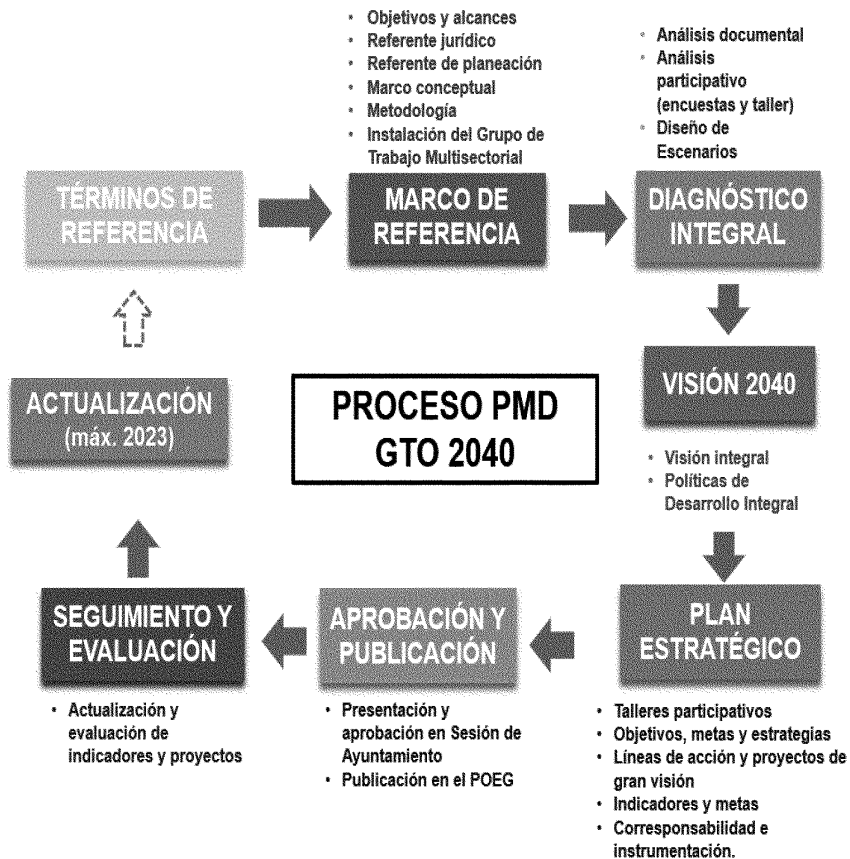 • Objetivos y alcances
• Referente jurídico
• Referente de planeación
• Marco conceptual
• Metodología
• Instalación del Grupo de
Trabajo Multisectorial
• Análisis documental
• Análisis
participativo
(encuestas y taller)
• Diseño de
Escenarios
TÉRMINOS DE
REFERENCIA
MARCO DE
REFERENCIA
DIAGNÓSTICO
INTEGRAL
VISIÓN 2040
• Visión integral
• Políticas de
Desarrollo Integral
PROCESO PMD
GTO 2040
ACTUALIZACIÓN
(máx. 2023)
SEGUIMIENTO Y
EVALUACIÓN
• Actualización y
evaluación de
indicadores y proyectos
APROBACIÓN Y
PUBLICACIÓN
• Presentación y
aprobación en Sesión de
Ayuntamiento
• Publicación en el POEG
PLAN
ESTRATÉGICO
• Talleres participativos
• Objetivos, metas y estrategias
• Líneas de acción y proyectos de
gran visión
• Indicadores y metas
• Corresponsabilidad e
instrumentación.